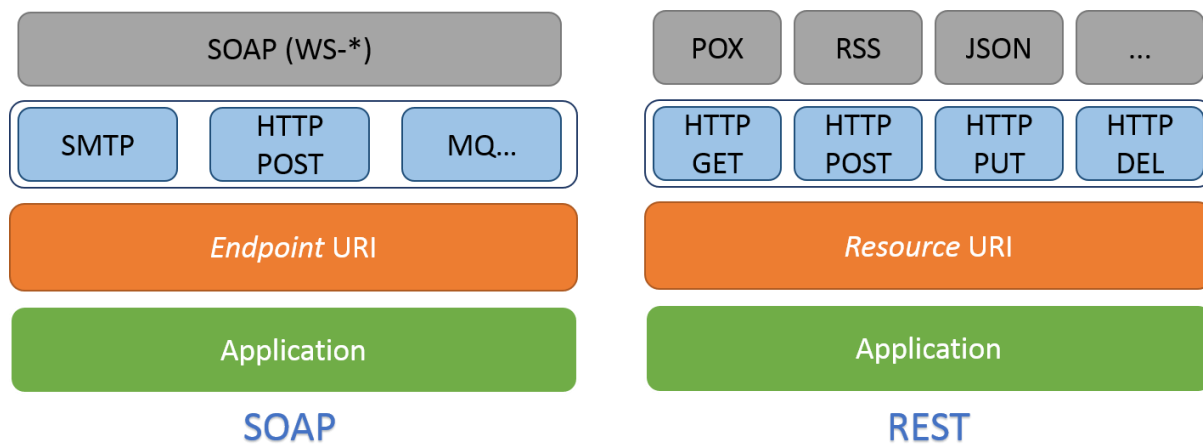 SOAP (WS-*)
SMTP
HTTP
POST
MQ...
Endpoint URI
Application
SOAP
POX
RSS
JSON
...
HTTP
GET
HTTP
POST
HTTP
PUT
HTTP
DEL
Resource URI
Application
REST